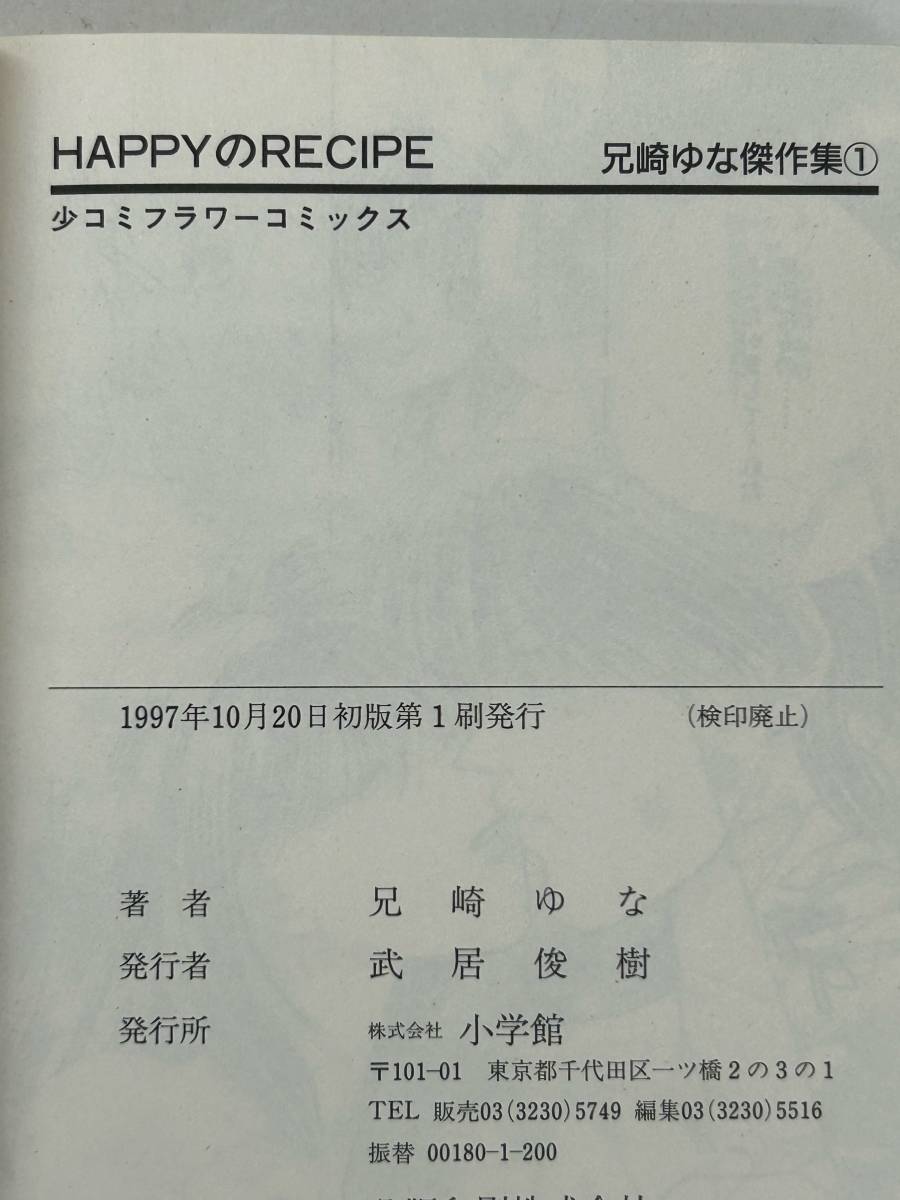 HAPPYのRECIPE 兄崎ゆな傑作集①
少コミフラワーコミックス
1997年10月20日初版第1刷発行 （検印廃止）
著者 兄崎ゆな
発行者 武居俊樹
発行所 株式会社 小学館
〒101-01 東京都千代田区一ツ橋2の3の1
TEL 販売03(3230)5749 編集03(3230)5516
振替 00180-1-200